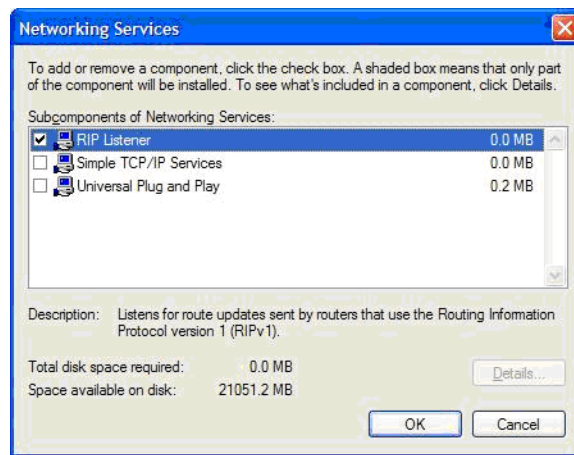 Networking Services
To add or remove a component, click the check box. A shaded box means that only part
of the component will be installed. To see what's included in a component, click Details.
Subcomponents of Networking Services:
RIP Listener 0.0 MB
Simple TCP/IP Services 0.0 MB
Universal Plug and Play 0.2 MB
Description: Listens for route updates sent by routers that use the Routing Information
Protocol version 1 (RIPv1).
Total disk space required: 0.0 MB
Details...
Space available on disk: 21051.2 MB
OK Cancel